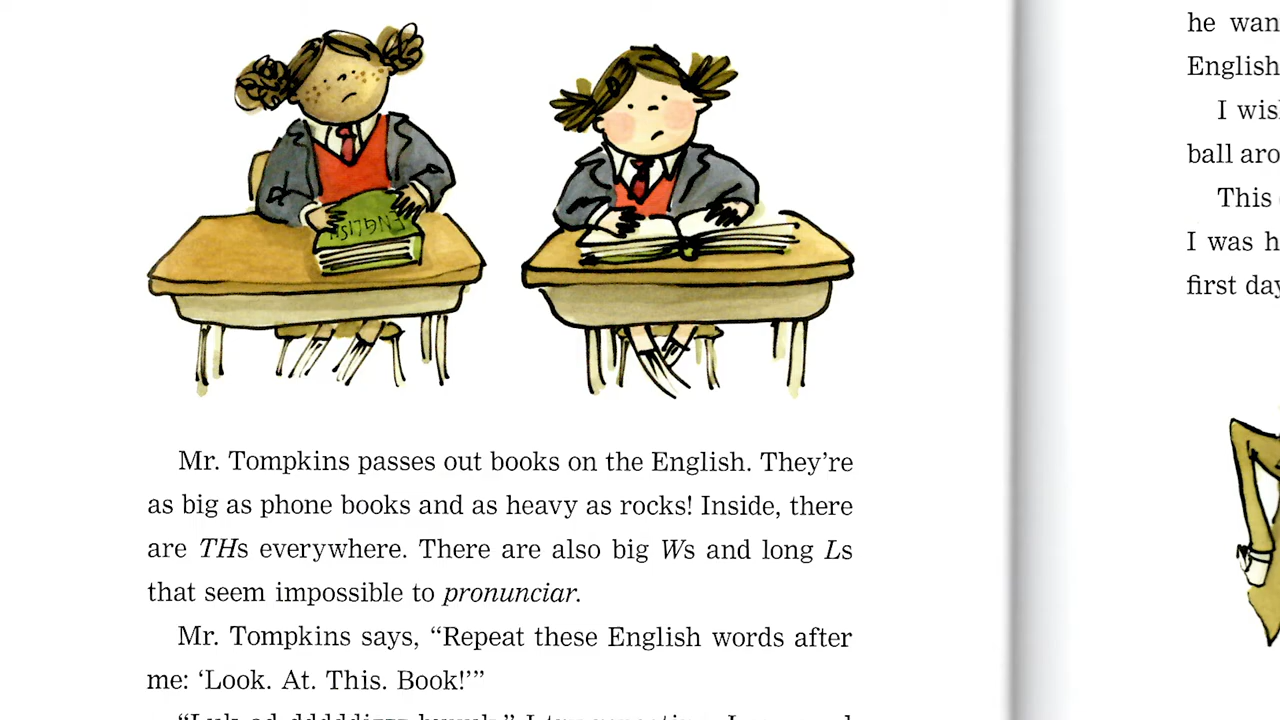 ENGLISH
Mr. Tompkins passes out books on the English. They’re
as big as phone books and as heavy as rocks! Inside, there
are THs everywhere. There are also big Ws and long Ls
that seem impossible to pronunciar.
Mr. Tompkins says, “Repeat these English words after
me: ‘Look. At. This. Book!’”
he wan
English
I wis
ball aro
This
I was h
first day